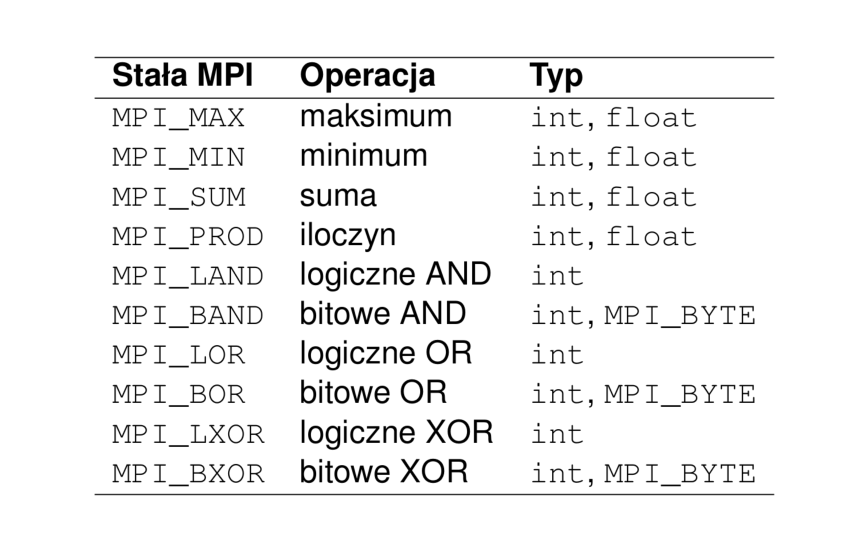 Stała MPI Operacja Typ
MPI_MAX maksimum int, float
MPI_MIN minimum int, float
MPI_SUM suma int, float
MPI_PROD iloczyn int, float
MPI_LAND logiczne AND int
MPI_BAND bitowe AND int, MPI_BYTE
MPI_LOR logiczne OR int
MPI_BOR bitowe OR int, MPI_BYTE
MPI_LXOR logiczne XOR int
MPI_BXOR bitowe XOR int, MPI_BYTE